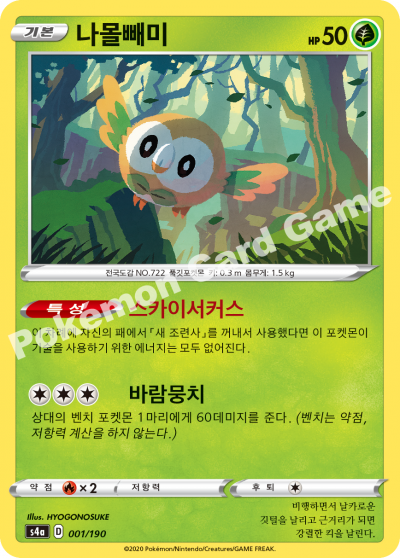 기본 나몰빼미 HP 50
Pokémon Card Game
전국도감 NO.722 풀깃포켓몬 키: 0.3 m 몸무게: 1.5 kg
특성 스카이서커스
이 차례에 자신의 패에서 「새 조련사」를 꺼내서 사용했다면 이 포켓몬이
기술을 사용하기 위한 에너지는 모두 없어진다.
바람뭉치
상대의 벤치 포켓몬 1마리에게 60데미지를 준다. (벤치는 약점,
저항력 계산을 하지 않는다.)
약점 ×2 저항력 후퇴
Illus. HYOGONOSUKE
s4a D 001/190
비행하면서 날카로운
깃털을 날리고 근거리가 되면
강렬한 킥을 날린다.
©2020 Pokémon/Nintendo/Creatures/GAME FREAK.